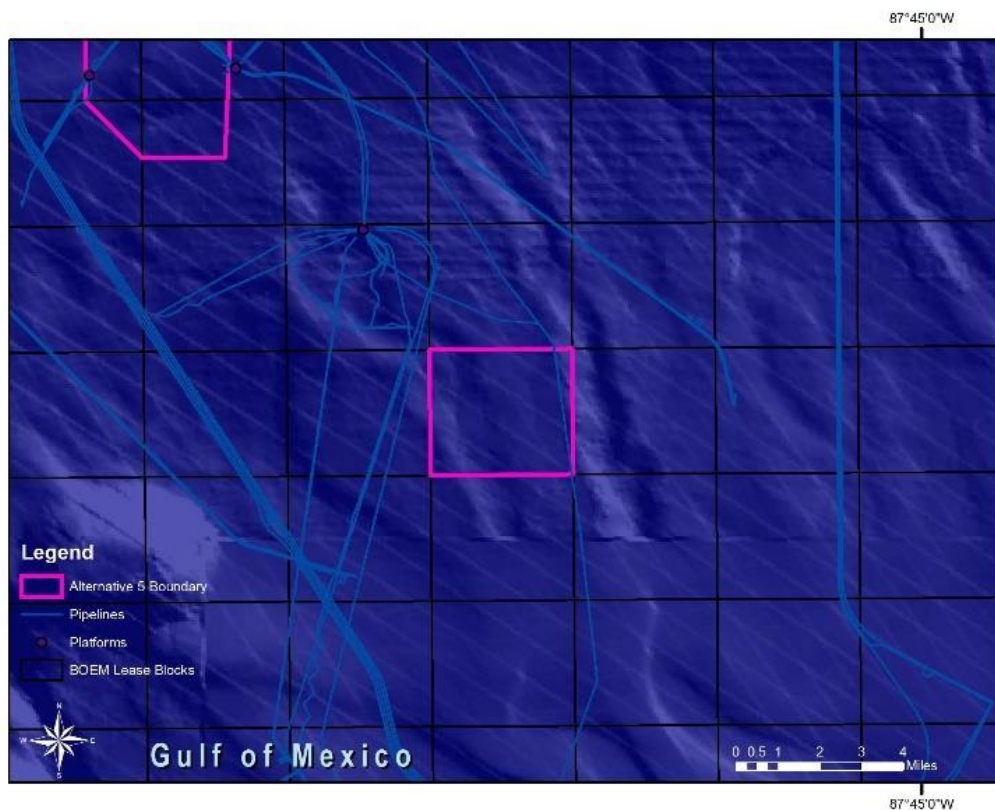 87°45'0"W
Legend
Alternative 5 Boundary
Pipelines
Platforms
BOEM Lease Blocks
N
W E
S
Gulf of Mexico
0 0.5 1 2 3 4
Miles
87°45'0"W